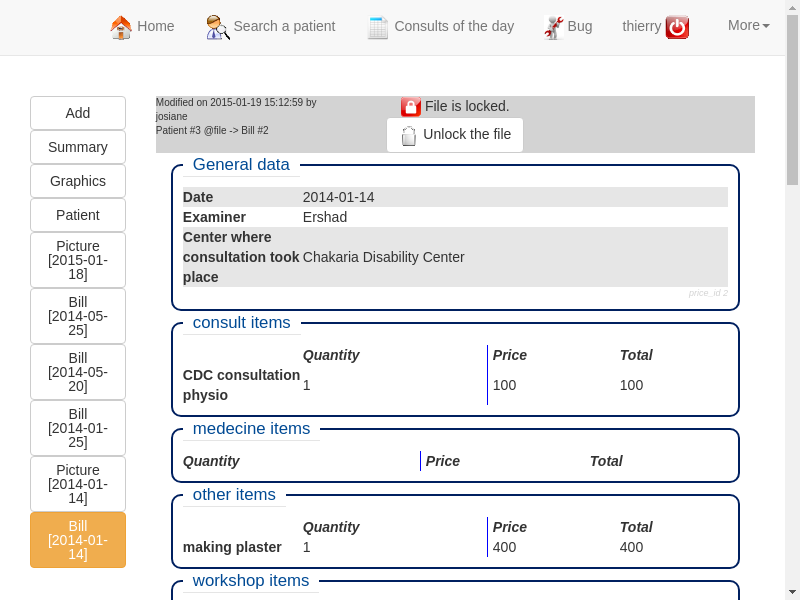 Home Search a patient Consults of the day Bug thierry More
Add
Summary
Graphics
Patient
Picture
[2015-01-
18]
Bill
[2014-05-
25]
Bill
[2014-05-
20]
Bill
[2014-01-
25]
Picture
[2014-01-
14]
Bill
[2014-01-
14]
Modified on 2015-01-19 15:12:59 by
josiane
Patient #3 @file -> Bill #2
File is locked.
Unlock the file
General data
Date 2014-01-14
Examiner Ershad
Center where
consultation took Chakaria Disability Center
place
price_id 2
consult items
Quantity Price Total
CDC consultation
physio 1 100 100
medecine items
Quantity Price Total
other items
Quantity Price Total
making plaster 1 400 400
workshop items